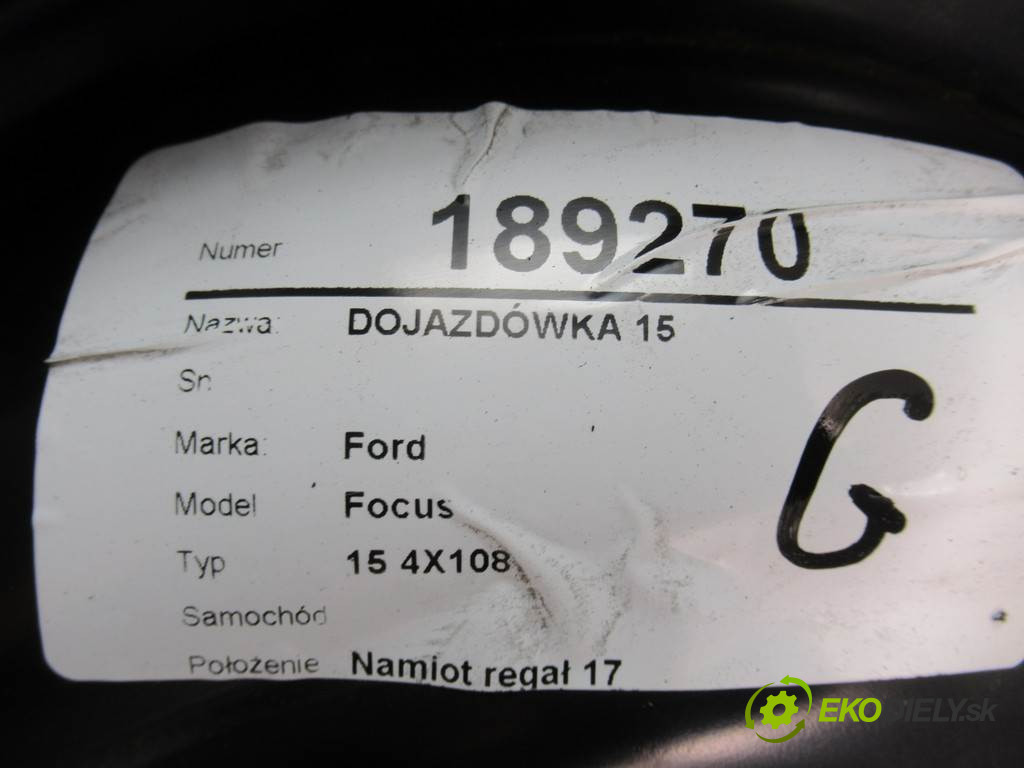 Numer 189270
Nazwa: DOJAZDÓWKA 15
Sn
Marka: Ford
Model Focus
Typ 15 4X108
Samochód
Położenie Namiot regał 17
G
EKODIELY.sk